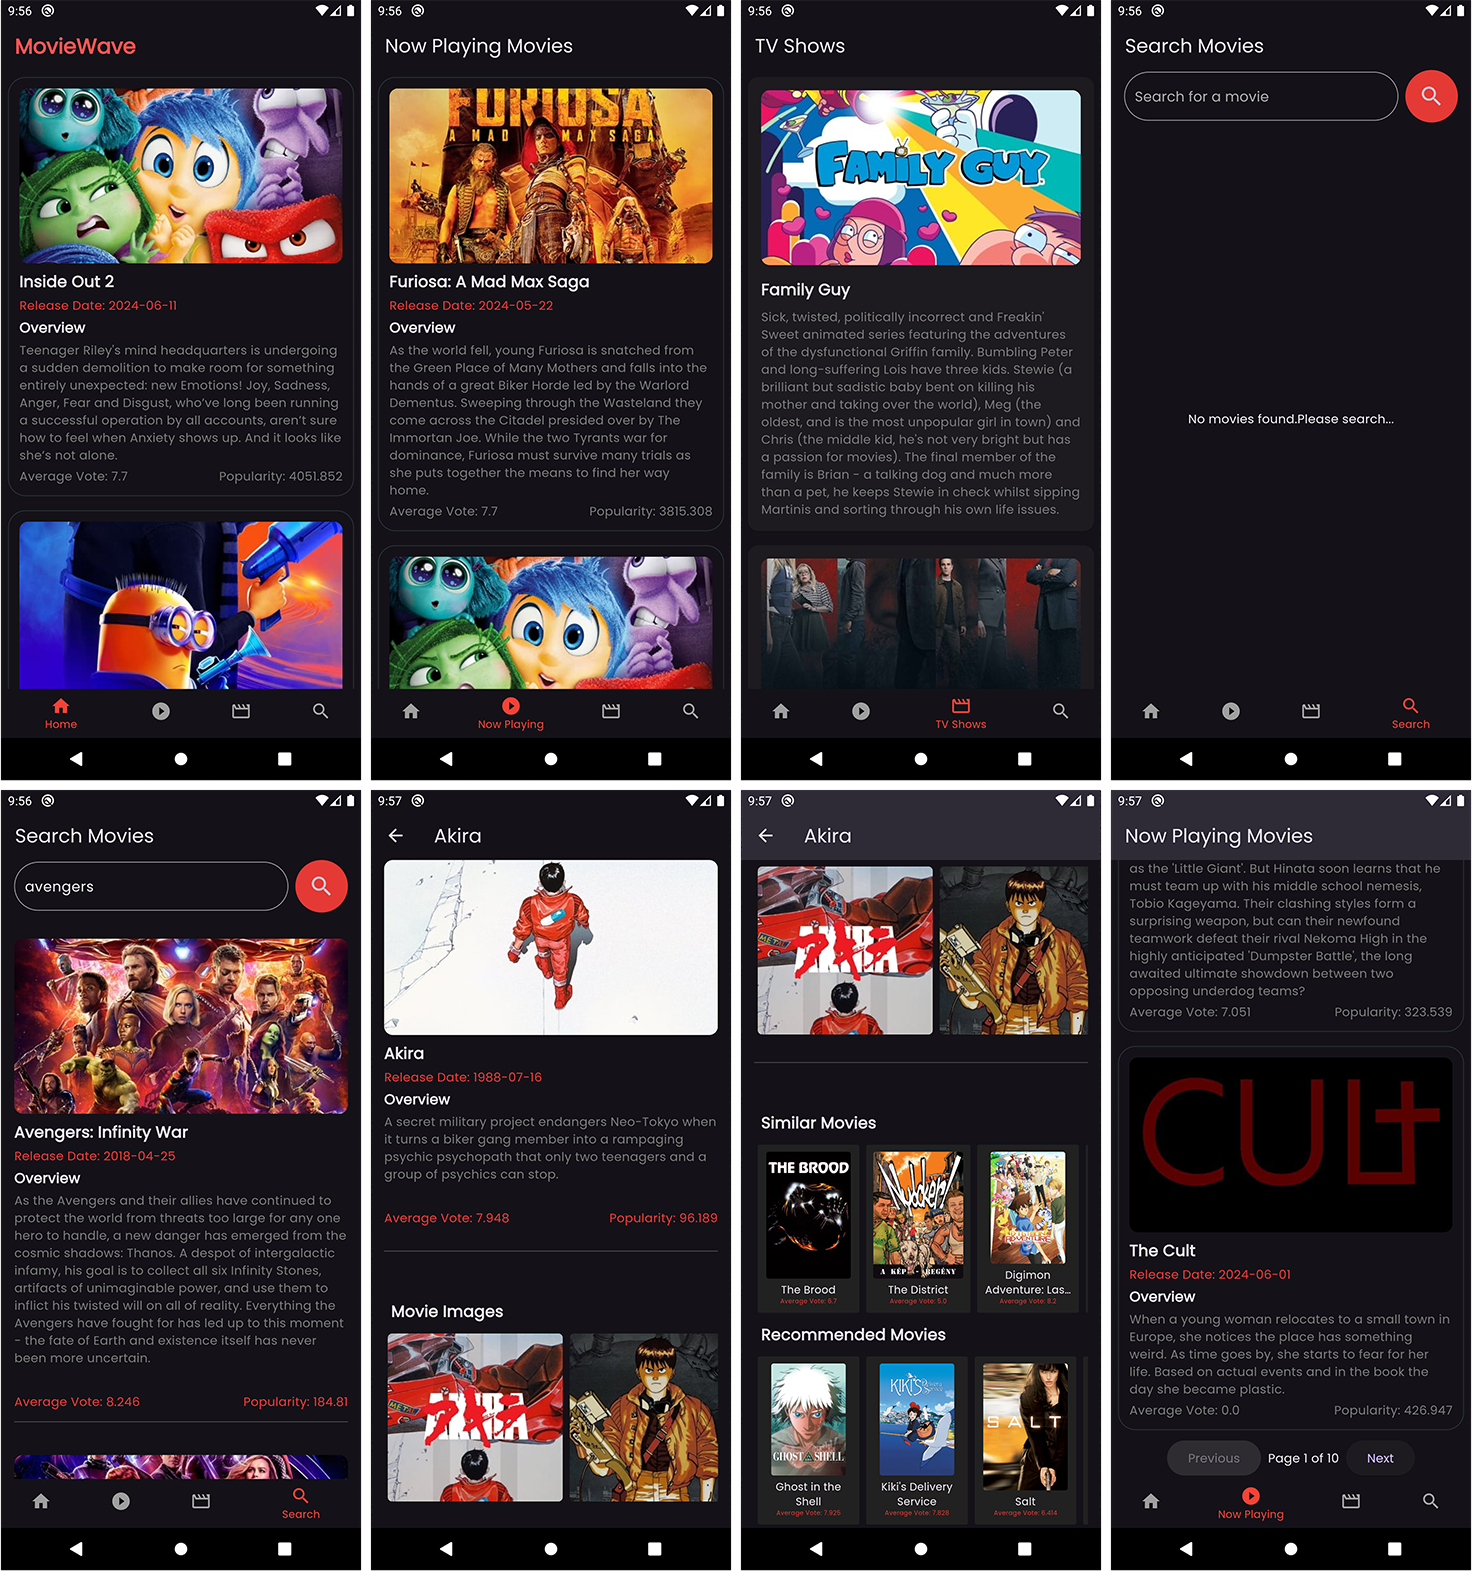 9:56
MovieWave
Inside Out 2
Release Date: 2024-06-11
Overview
Teenager Riley's mind headquarters is undergoing
a sudden demolition to make room for something
entirely unexpected: new Emotions! Joy, Sadness,
Anger, Fear and Disgust, who've long been running
a successful operation by all accounts, aren't sure
how to feel when Anxiety shows up. And it looks like
she's not alone.
Average Vote: 7.7 Popularity: 4051.852
Home
9:56
Now Playing Movies
FURIOSA
A MAD MAX SAGA
Furiosa: A Mad Max Saga
Release Date: 2024-05-22
Overview
As the world fell, young Furiosa is snatched from
the Green Place of Many Mothers and falls into the
hands of a great Biker Horde led by the Warlord
Dementus. Sweeping through the Wasteland they
come across the Citadel presided over by The
Immortan Joe. While the two Tyrants war for
dominance, Furiosa must survive many trials as
she puts together the means to find her way
home.
Average Vote: 7.7 Popularity: 3815.308
Now Playing
9:56
TV Shows
FAMILY GUY
Family Guy
Sick, twisted, politically incorrect and Freakin'
Sweet animated series featuring the adventures
of the dysfunctional Griffin family. Bumbling Peter
and long-suffering Lois have three kids. Stewie (a
brilliant but sadistic baby bent on killing his
mother and taking over the world), Meg (the
oldest, and is the most unpopular girl in town) and
Chris (the middle kid, he's not very bright but has
a passion for movies). The final member of the
family is Brian - a talking dog and much more
than a pet, he keeps Stewie in check whilst sipping
Martinis and sorting through his own life issues.
TV Shows
9:56
Search Movies
Search for a movie
No movies found.Please search...
Search
9:56
Search Movies
avengers
Avengers: Infinity War
Release Date: 2018-04-25
Overview
As the Avengers and their allies have continued to
protect the world from threats too large for any one
hero to handle, a new danger has emerged from the
cosmic shadows: Thanos. A despot of intergalactic
infamy, his goal is to collect all six Infinity Stones,
artifacts of unimaginable power, and use them to
inflict his twisted will on all of reality. Everything the
Avengers have fought for has led up to this moment
- the fate of Earth and existence itself has never
been more uncertain.
Average Vote: 8.246 Popularity: 184.81
Search
9:57
Akira
Akira
Release Date: 1988-07-16
Overview
A secret military project endangers Neo-Tokyo when
it turns a biker gang member into a rampaging
psychic psychopath that only two teenagers and a
group of psychics can stop.
Average Vote: 7.948 Popularity: 96.189
Movie Images
METAL
アキラ
9:57
Akira
METAL
アキラ
Similar Movies
THE BROOD
The Brood
Average Vote: 6.7
Nyócker!
A KÉP - REGÉNY
The District
Average Vote: 5.0
Digimon
Adventure: Las...
Average Vote: 8.2
Recommended Movies
GHOST IN THE SHELL
Ghost in the
Shell
Average Vote: 7.925
KIKI'S Delivery Service
Kiki's Delivery
Service
Average Vote: 7.828
SALT
Salt
Average Vote: 6.414
9:57
Now Playing Movies
as the 'Little Giant'. But Hinata soon learns that he
must team up with his middle school nemesis,
Tobio Kageyama. Their clashing styles form a
surprising weapon, but can their newfound
teamwork defeat their rival Nekoma High in the
highly anticipated 'Dumpster Battle', the long
awaited ultimate showdown between two
opposing underdog teams?
Average Vote: 7.051 Popularity: 323.539
CULt
The Cult
Release Date: 2024-06-01
Overview
When a young woman relocates to a small town in
Europe, she notices the place has something
weird. As time goes by, she starts to fear for her
life. Based on actual events and in the book the
day she became plastic.
Average Vote: 0.0 Popularity: 426.947
Previous Page 1 of 10 Next
Now Playing